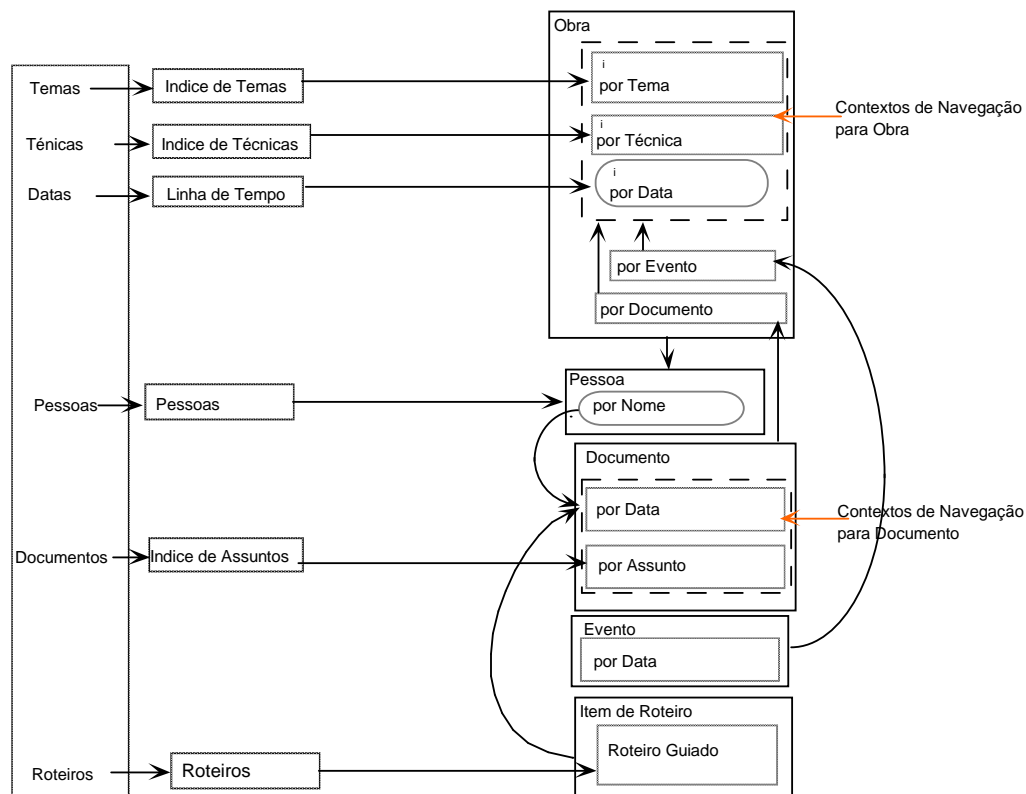 Obra
i
por Tema
Temas
Indice de Temas
Contextos de Navegação
para Obra
i
por Técnica
Ténicas
Indice de Técnicas
i
por Data
Datas
Linha de Tempo
por Evento
por Documento
Pessoa
por Nome
Pessoas
Pessoas
Documento
por Data
Contextos de Navegação
para Documento
Documentos
Indice de Assuntos
por Assunto
Evento
por Data
Item de Roteiro
Roteiro Guiado
Roteiros
Roteiros